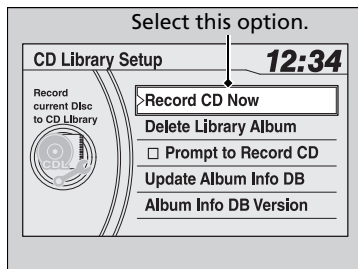 Select this option.
CD Library Setup
12:34
Record
current Disc
to CD Library
CDL
Record CD Now
Delete Library Album
Prompt to Record CD
Update Album Info DB
Album Info DB Version